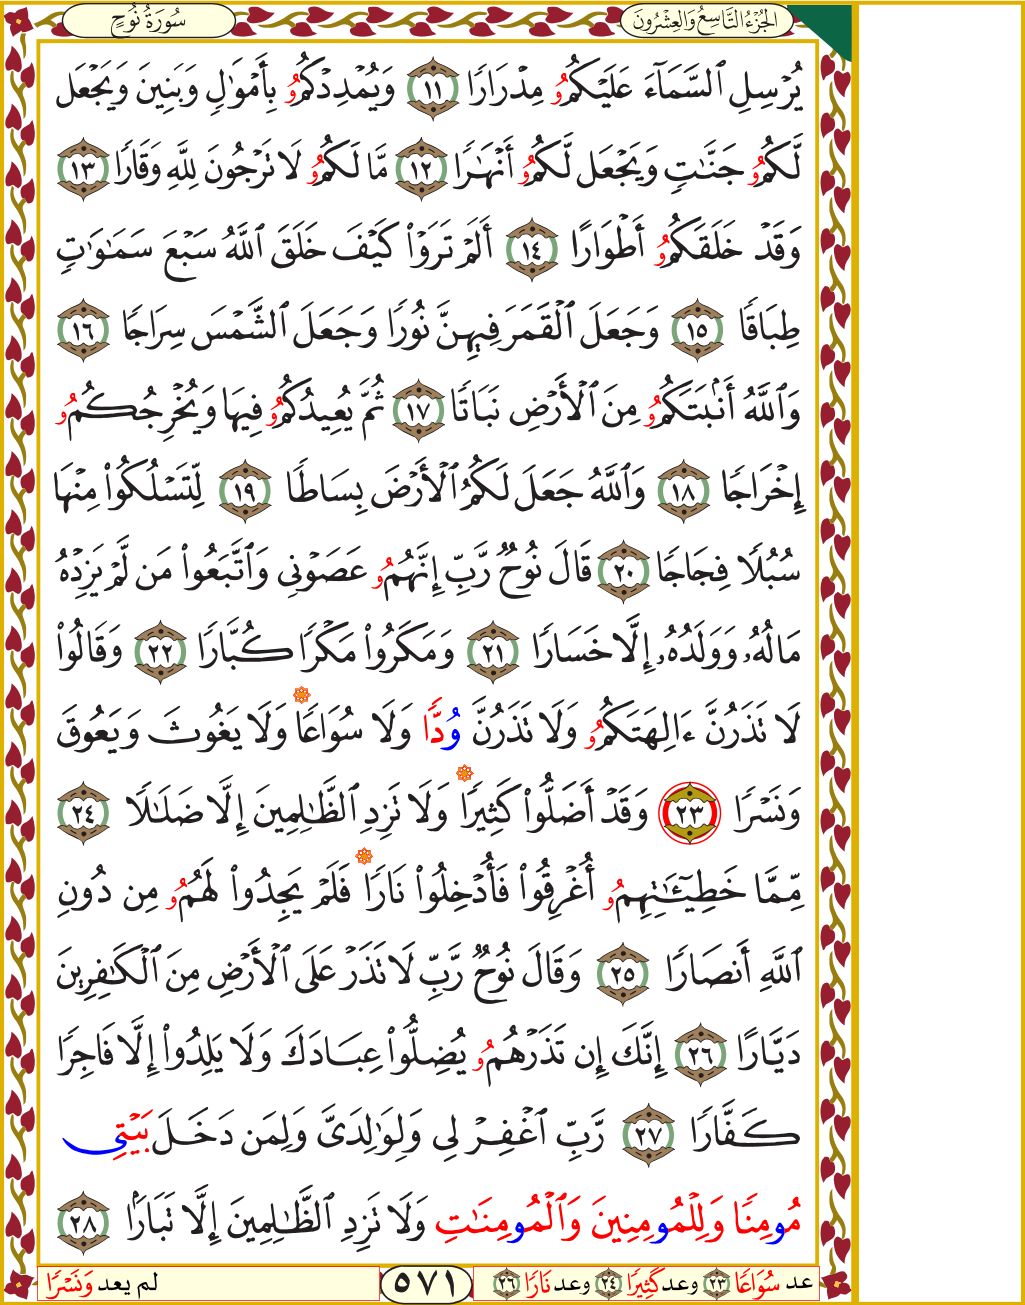 الجُزْءُ التَّاسِعُ وَالعِشْرُونَ
سُورَةُ نُوحٍ
يُرْسِلِ ٱلسَّمَآءَ عَلَيْكُمُۥ مِدْرَارًا ١١ وَيُمْدِدْكُمُۥ بِأَمْوَٰلٍ وَبَنِينَ وَيَجْعَل
لَّكُمُۥ جَنَّٰتٍ وَيَجْعَل لَّكُمُۥ أَنْهَٰرًا ١٢ مَّا لَكُمُۥ لَا تَرْجُونَ لِلَّهِ وَقَارًا ١٣
وَقَدْ خَلَقَكُمُۥ أَطْوَارًا ١٤ أَلَمْ تَرَوْا۟ كَيْفَ خَلَقَ ٱللَّهُ سَبْعَ سَمَٰوَٰتٍ
طِبَاقًا ١٥ وَجَعَلَ ٱلْقَمَرَ فِيهِنَّ نُورًا وَجَعَلَ ٱلشَّمْسَ سِرَاجًا ١٦
وَٱللَّهُ أَنۢبَتَكُمُۥ مِنَ ٱلْأَرْضِ نَبَاتًا ١٧ ثُمَّ يُعِيدُكُمُۥ فِيهَا وَيُخْرِجُكُمُۥ
إِخْرَاجًا ١٨ وَٱللَّهُ جَعَلَ لَكُمُ ٱلْأَرْضَ بِسَاطًا ١٩ لِّتَسْلُكُوا۟ مِنْهَا
سُبُلًا فِجَاجًا ٢٠ قَالَ نُوحٌ رَّبِّ إِنَّهُمُۥ عَصَوْنِى وَٱتَّبَعُوا۟ مَن لَّمْ يَزِدْهُ
مَالُهُۥ وَوَلَدُهُۥ إِلَّا خَسَارًا ٢١ وَمَكَرُوا۟ مَكْرًا كُبَّارًا ٢٢ وَقَالُوا۟
لَا تَذَرُنَّ ءَالِهَتَكُمُۥ وَلَا تَذَرُنَّ وُدًّا وَلَا سُوَاعًا وَلَا يَغُوثَ وَيَعُوقَ
وَنَسْرًا ٢٣ وَقَدْ أَضَلُّوا۟ كَثِيرًا وَلَا تَزِدِ ٱلظَّٰلِمِينَ إِلَّا ضَلَٰلًا ٢٤
مِّمَّا خَطِيٓـَٰٔتِهِمُۥ أُغْرِقُوا۟ فَأُدْخِلُوا۟ نَارًا فَلَمْ يَجِدُوا۟ لَهُمُۥ مِن دُونِ
ٱللَّهِ أَنصَارًا ٢٥ وَقَالَ نُوحٌ رَّبِّ لَا تَذَرْ عَلَى ٱلْأَرْضِ مِنَ ٱلْكَٰفِرِينَ
دَيَّارًا ٢٦ إِنَّكَ إِن تَذَرْهُمُۥ يُضِلُّوا۟ عِبَادَكَ وَلَا يَلِدُوا۟ إِلَّا فَاجِرًا
كَفَّارًا ٢٧ رَّبِّ ٱغْفِرْ لِى وَلِوَٰلِدَىَّ وَلِمَن دَخَلَ بَيْتِى
مُومِنًا وَلِلْمُومِنِينَ وَٱلْمُومِنَٰتِ وَلَا تَزِدِ ٱلظَّٰلِمِينَ إِلَّا تَبَارًۢا ٢٨
عد سُوَاعًا ٢٣ وعد كَثِيرًا ٢٤ وعد نَارًا ٢٦
٥٧١
لم يعد وَنَسْرًا